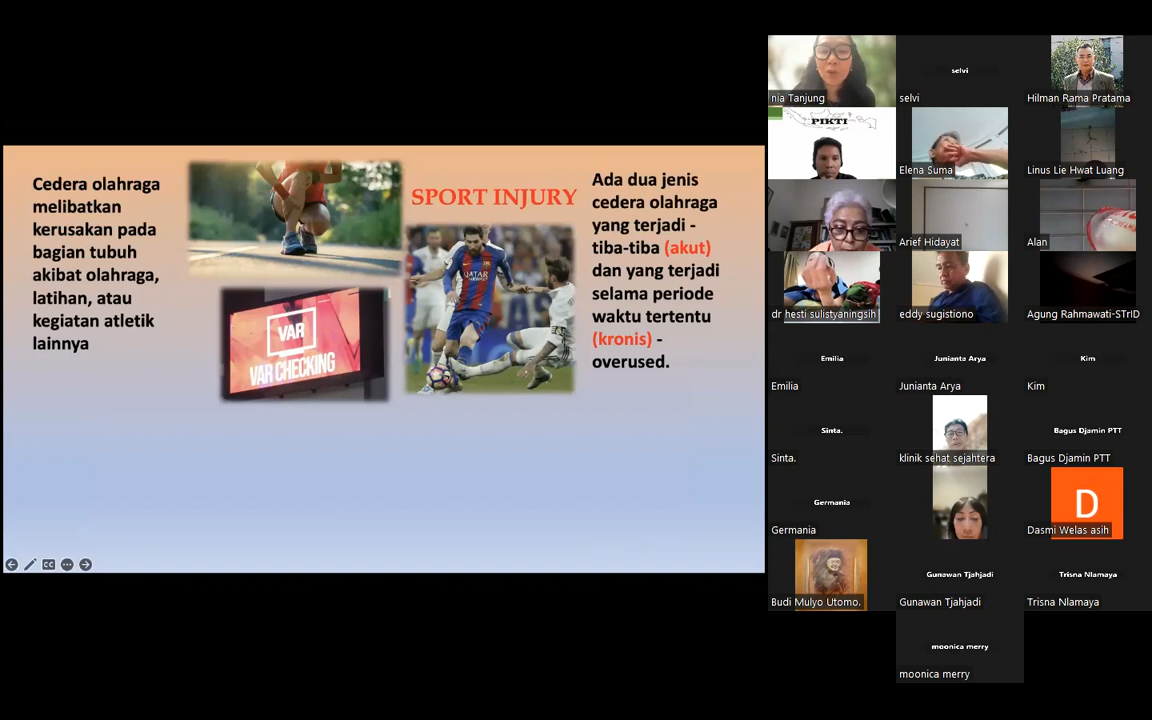 Cedera olahraga
melibatkan
kerusakan pada
bagian tubuh
akibat olahraga,
latihan, atau
kegiatan atletik
lainnya
SPORT INJURY
QATAR
VAR
VAR CHECKING
Ada dua jenis
cedera olahraga
yang terjadi -
tiba-tiba (akut)
dan yang terjadi
selama periode
waktu tertentu
(kronis) -
overused.
CC
nia Tanjung
selvi
selvi
Hilman Rama Pratama
PIKTI
Elena Suma
Linus Lie Hwat Luang
Arief Hidayat
Alan
dr hesti sulistyaningsih
eddy sugistiono
Agung Rahmawati-STrID
Emilia
Emilia
Junianta Arya
Junianta Arya
Kim
Kim
Sinta.
Sinta.
klinik sehat sejahtera
Bagus Djamin PTT
Bagus Djamin PTT
Germania
Germania
D
Dasmi Welas asih
Budi Mulyo Utomo.
Gunawan Tjahjadi
Gunawan Tjahjadi
Trisna Nlamaya
Trisna Nlamaya
moonica merry
moonica merry